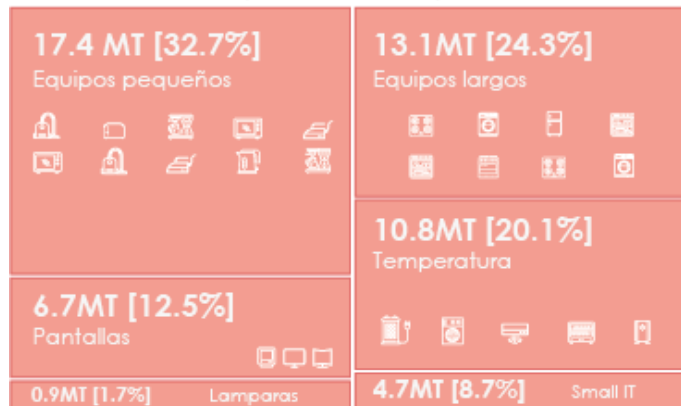 17.4 MT [32.7%]
Equipos pequeños
13.1MT [24.3%]
Equipos largos
10.8MT [20.1%]
Temperatura
6.7MT [12.5%]
Pantallas
0.9MT [1.7%] Lamparas
4.7MT [8.7%] Small IT